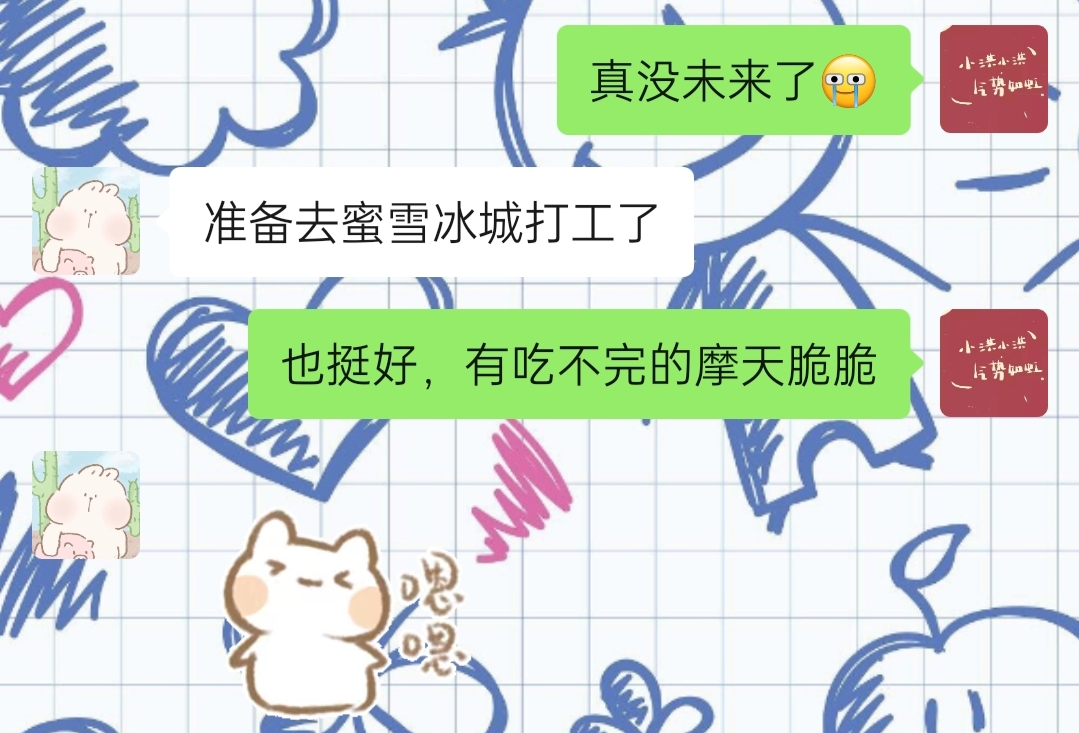 真没未来了
小洪小洪
气势如虹
准备去蜜雪冰城打工了
也挺好，有吃不完的摩天脆脆
小洪小洪
气势如虹
嗯
嗯